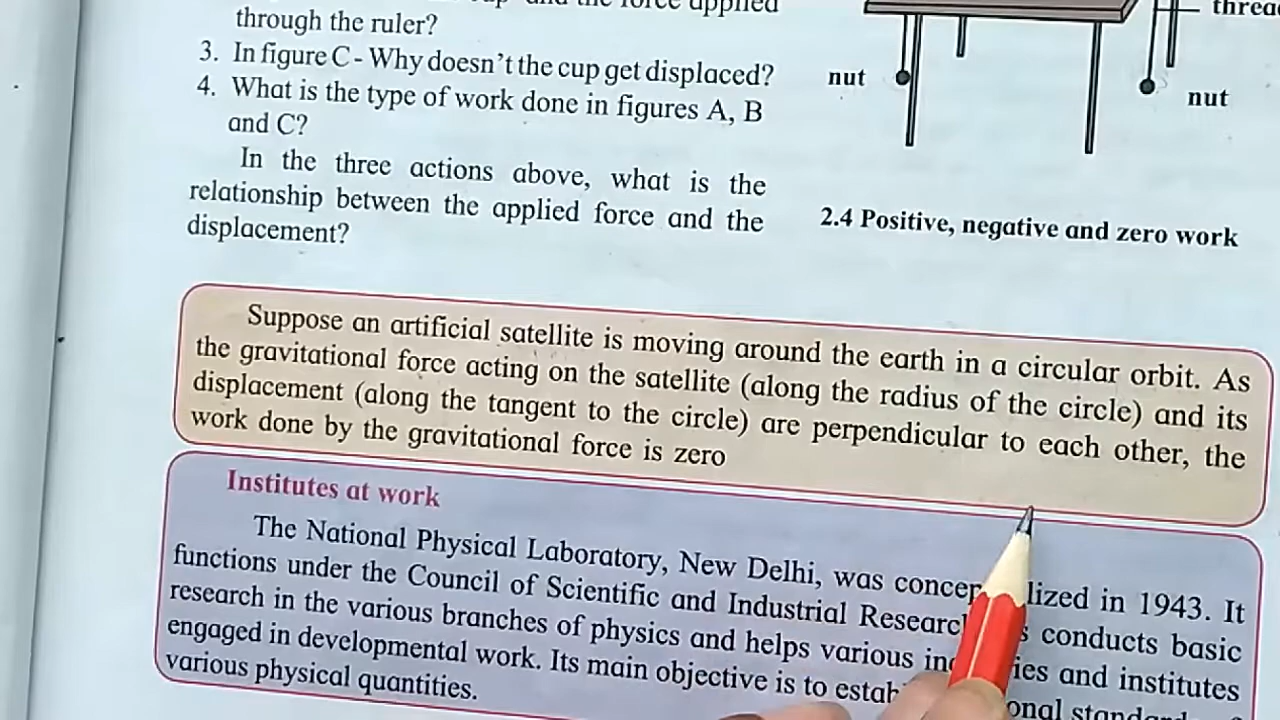 the force applied
through the ruler?
3. In figure C - Why doesn't the cup get displaced?
4. What is the type of work done in figures A, B
and C?
In the three actions above, what is the
relationship between the applied force and the
displacement?
nut
nut
2.4 Positive, negative and zero work
Suppose an artificial satellite is moving around the earth in a circular orbit. As
the gravitational force acting on the satellite (along the radius of the circle) and its
displacement (along the tangent to the circle) are perpendicular to each other, the
work done by the gravitational force is zero
Institutes at work
The National Physical Laboratory, New Delhi, was in 1943. It
functions under the Council of Scientific and Industrial conducts basic
research in the various branches of physics and helps various and institutes
engaged in developmental work. Its main objective is to
various physical quantities.